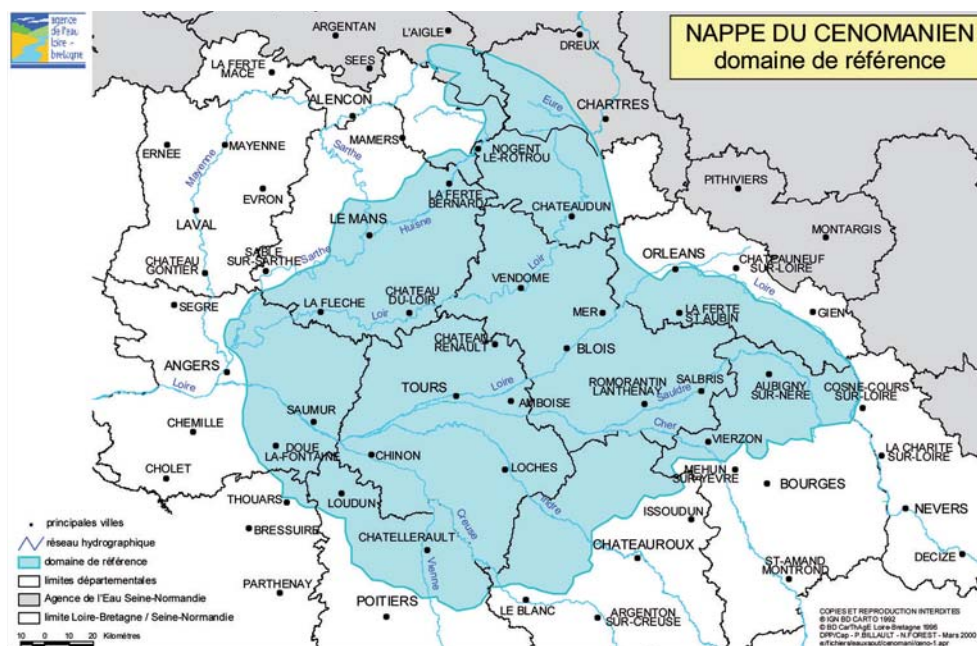 agence
de l'eau
loire -
bretagne
NAPPE DU CENOMANIEN
domaine de référence
ARGENTAN
L'AIGLE
DREUX
SEES
LA FERTE
MACE
ALENCON
Eure
CHARTRES
MAMERS
ERNEE
MAYENNE
Mayenne
Sarthe
NOGENT
LE-ROTROU
PITHIVIERS
EVRON
LA FERTE
BERNARD
LAVAL
LE MANS
Huisne
CHATEAUDUN
MONTARGIS
SABLE
SUR-SARTHE
Sarthe
Loir
ORLEANS
CHATEAUNEUF
SUR-LOIRE
CHATEAU
GONTIER
VENDOME
Loire
SEGRE
LA FLECHE
CHATEAU
DU-LOIR
Loir
MER
LA FERTE
ST-AUBIN
GIEN
CHATEAU
RENAULT
BLOIS
ANGERS
Loire
TOURS
Loire
AMBOISE
ROMORANTIN
LANTHENAY
SALBRIS
Sauldre
AUBIGNY
SUR-NERE
COSNE-COURS
SUR-LOIRE
SAUMUR
Cher
CHEMILLE
DOUE
LA-FONTAINE
CHINON
LOCHES
VIERZON
LA CHARITE
SUR-LOIRE
CHOLET
MEHUN
SUR-YEVRE
BOURGES
THOUARS
LOUDUN
Indre
ISSOUDUN
NEVERS
BRESSUIRE
Creuse
CHATELLERAULT
CHATEAUROUX
ST-AMAND
MONTROND
DECIZE
Vienne
PARTHENAY
POITIERS
LE BLANC
ARGENTON
SUR-CREUSE
principales villes
réseau hydrographique
domaine de référence
limites départementales
Agence de l'Eau Seine-Normandie
limite Loire-Bretagne / Seine-Normandie
10 0 10 20 Kilomètres
COPIES ET REPRODUCTION INTERDITES
© IGN BD CARTO 1992
© BD CarThAgE Loire-Bretagne 1996
DPP/Cap - P.BILLAULT - N.FOREST - Mars 2000